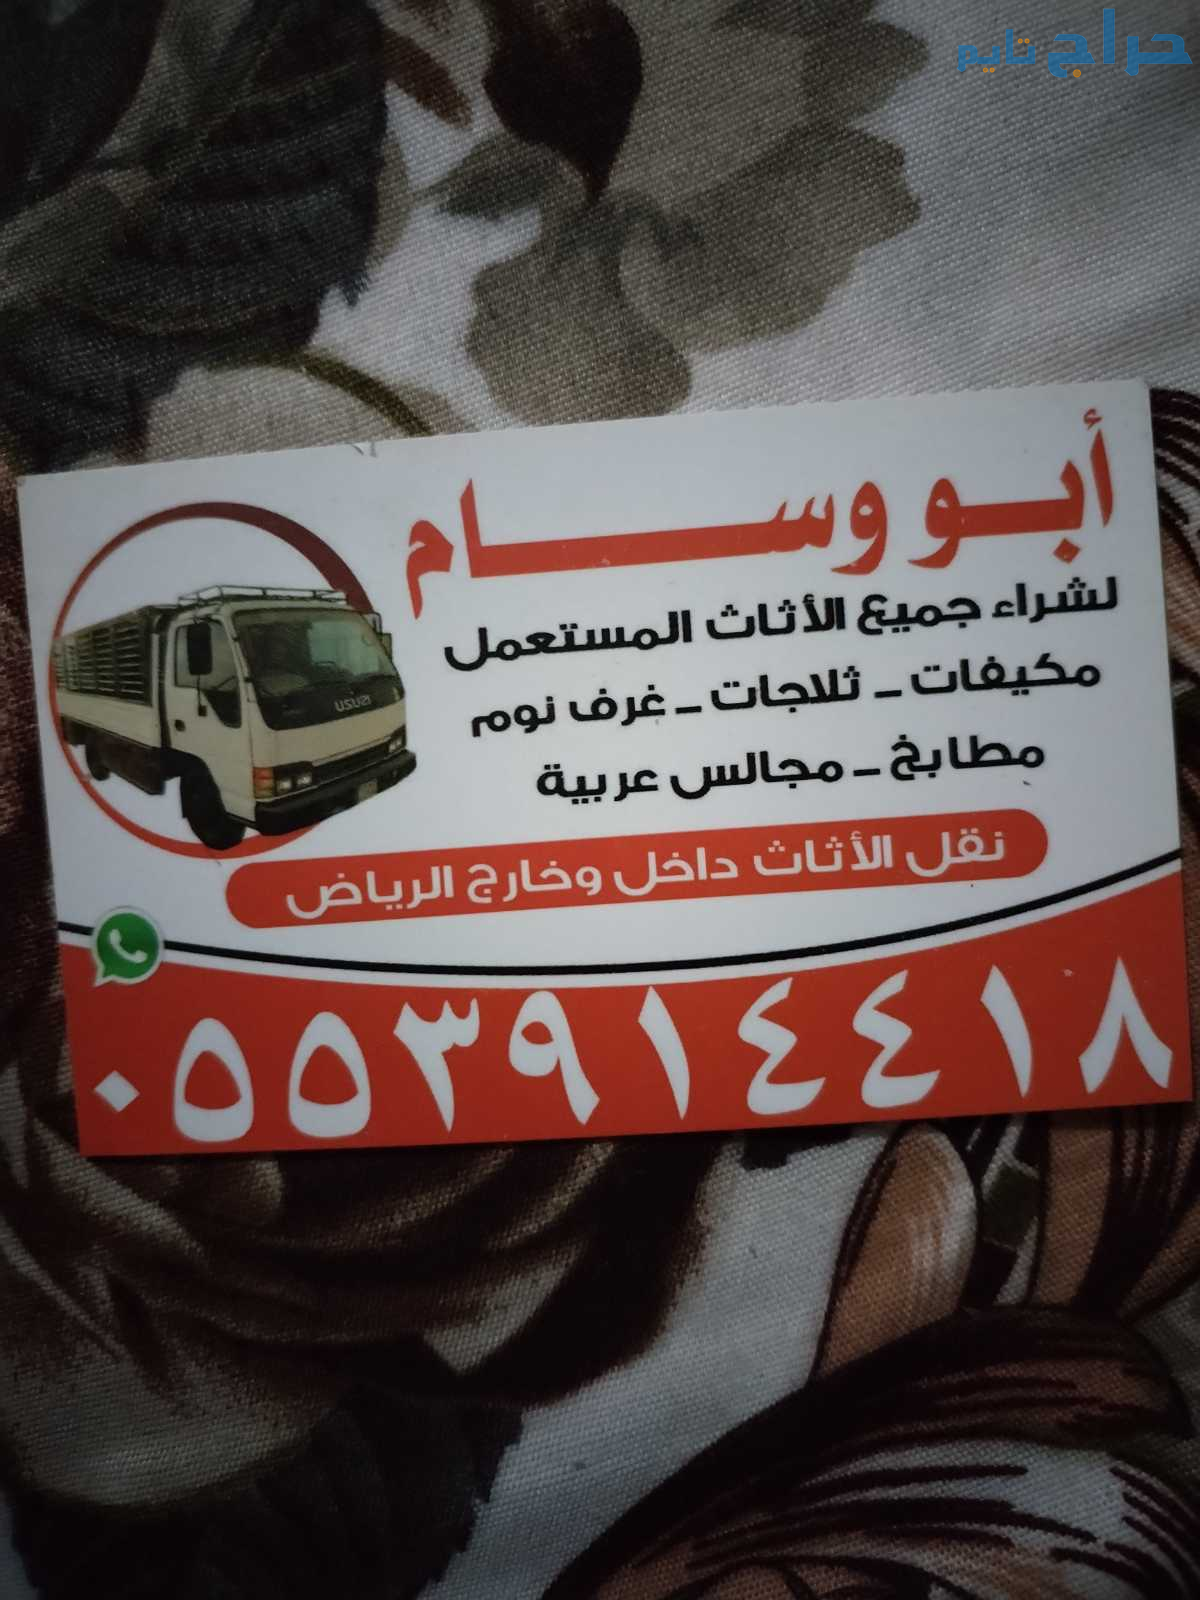 حراج تايم
أبو وسام
لشراء جميع الأثاث المستعمل
مكيفات - ثلاجات - غرف نوم
مطابخ - مجالس عربية
نقل الأثاث داخل وخارج الرياض
٠٥٥٣٩١٤٤١٨
ISUZU